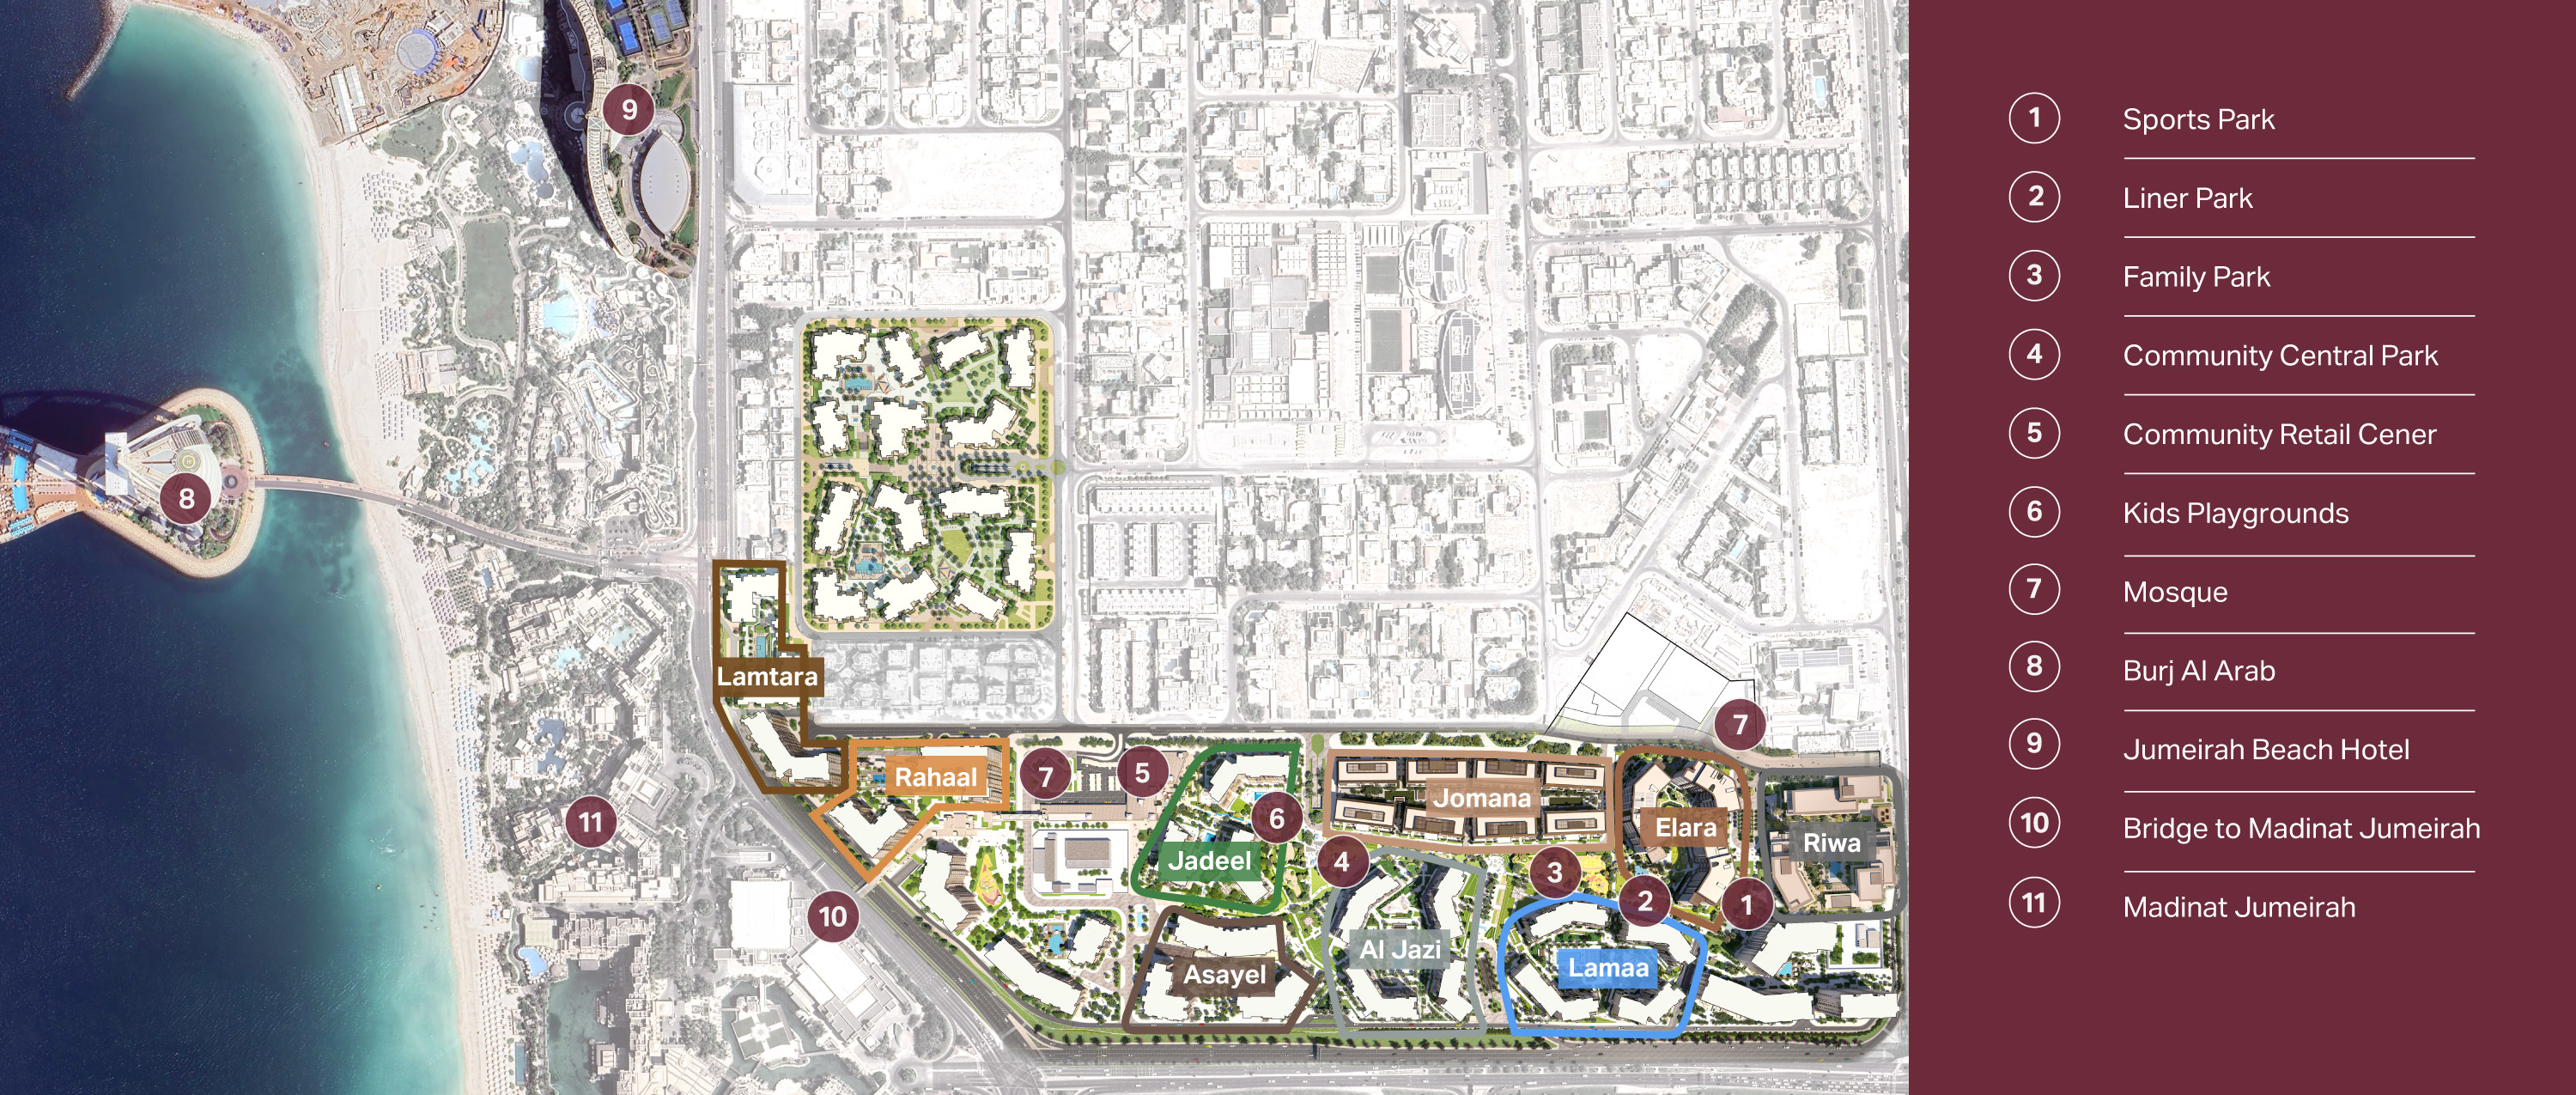 9
8
Lamtara
7
Rahaal
7
5
Jomana
6
Elara
Riwa
11
Jadeel
4
3
2
1
10
Al Jazi
Lamaa
Asayel
1 Sports Park
2 Liner Park
3 Family Park
4 Community Central Park
5 Community Retail Cener
6 Kids Playgrounds
7 Mosque
8 Burj Al Arab
9 Jumeirah Beach Hotel
10 Bridge to Madinat Jumeirah
11 Madinat Jumeirah